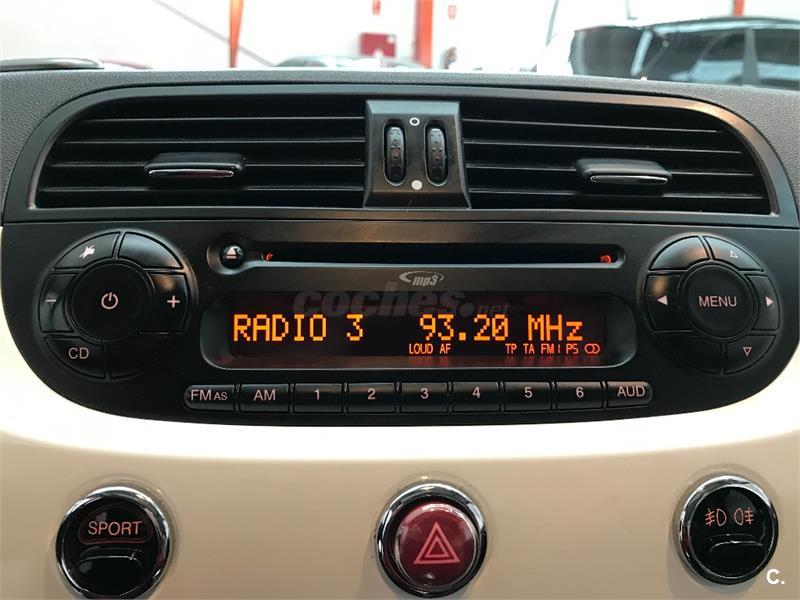 mp3
coches.net
RADIO 3 93.20 MHz
LOUD AF TP TA FM I PS
− +
CD
MENU
FM AS AM 1 2 3 4 5 6 AUD
SPORT
C.